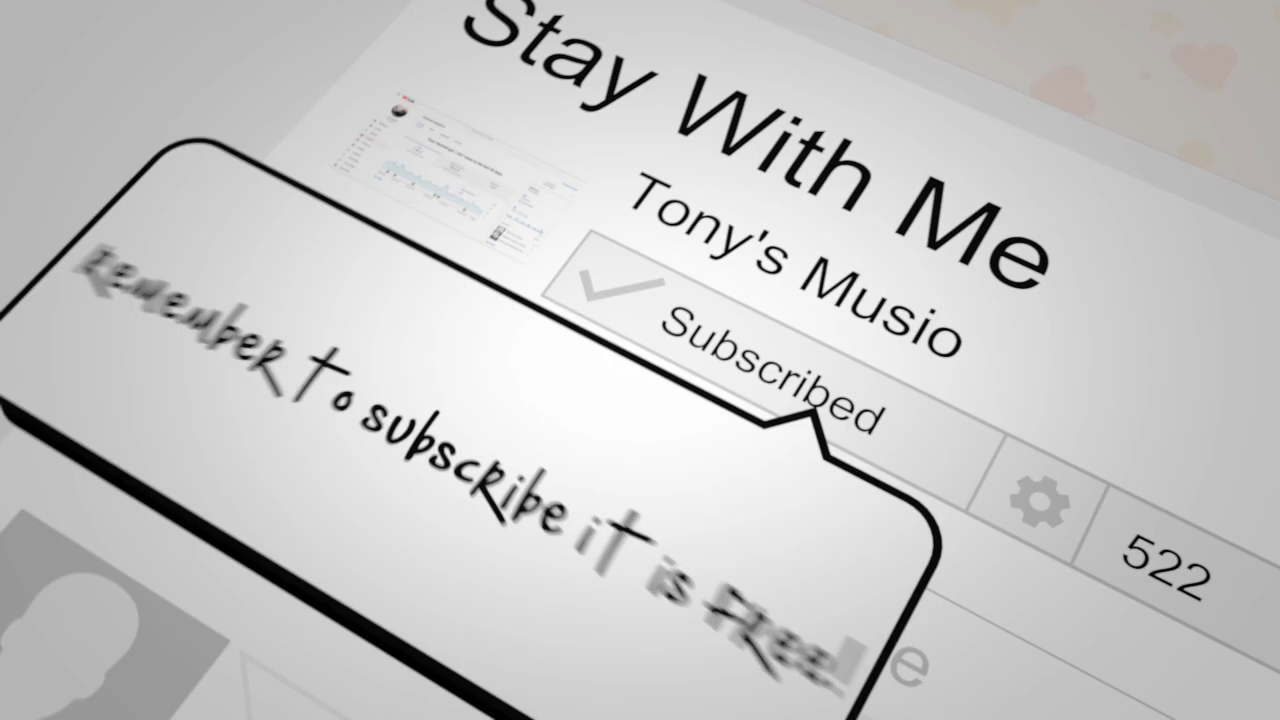 Stay With Me
Tony's Musio
Subscribed
522
Remember to subscribe it is FREE!
e